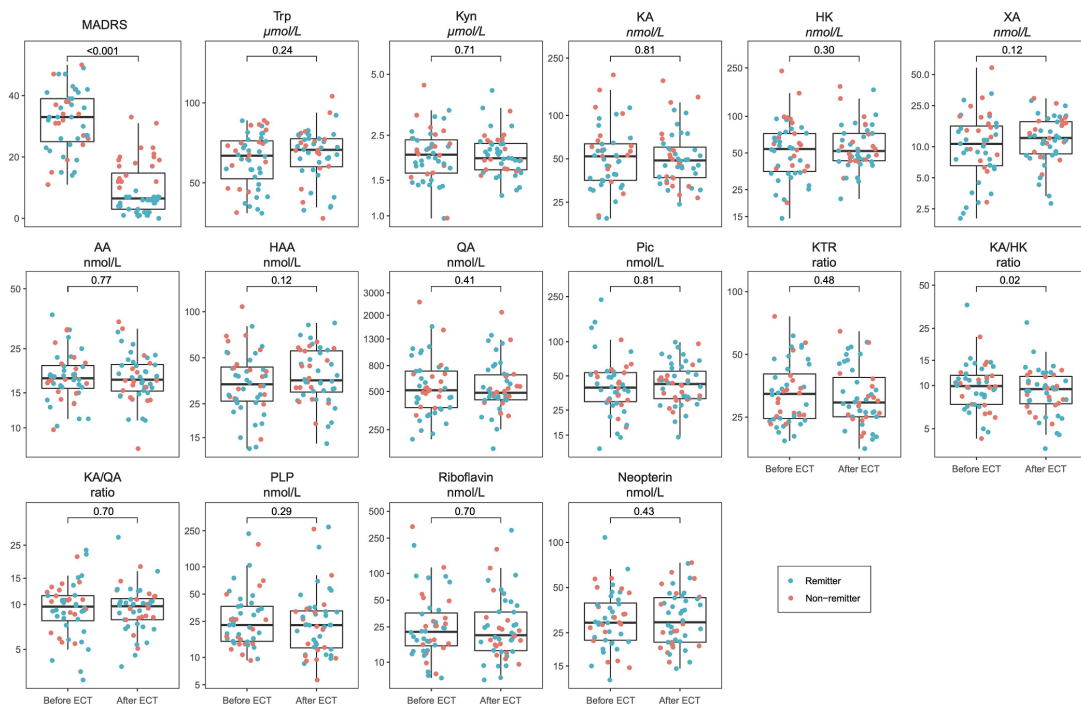 MADRS
<0.001
40
20
0
Trp
µmol/L
0.24
100
50
Kyn
µmol/L
0.71
5.0
2.5
1.5
1.0
KA
nmol/L
0.81
250
100
50
25
HK
nmol/L
0.30
250
100
50
25
15
XA
nmol/L
0.12
50.0
25.0
10.0
5.0
2.5
AA
nmol/L
0.77
50
25
15
10
HAA
nmol/L
0.12
100
50
25
15
QA
nmol/L
0.41
3000
2000
1300
800
500
250
Pic
nmol/L
0.81
250
100
50
25
15
KTR
ratio
0.48
100
50
25
Before ECT After ECT
KA/HK
ratio
0.02
50
25
15
10
5
Before ECT After ECT
KA/QA
ratio
0.70
25
15
10
5
Before ECT After ECT
PLP
nmol/L
0.29
250
100
50
25
10
5
Before ECT After ECT
Riboflavin
nmol/L
0.70
500
250
100
50
25
10
Before ECT After ECT
Neopterin
nmol/L
0.43
100
50
25
15
Before ECT After ECT
Remitter
Non-remitter